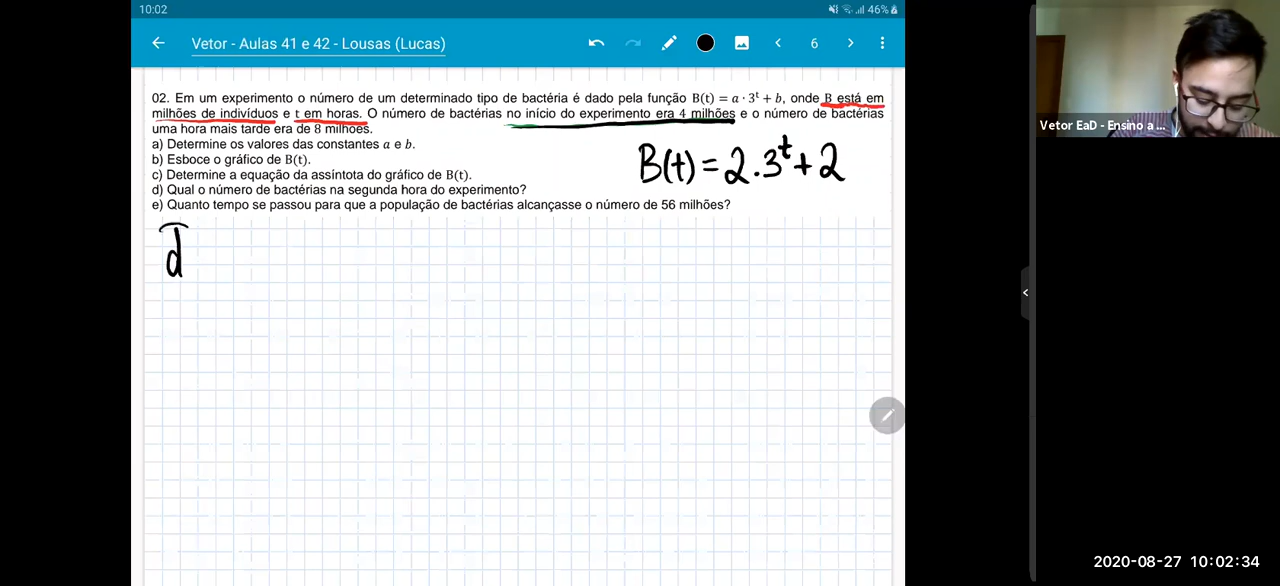 10:02
46%
Vetor - Aulas 41 e 42 - Lousas (Lucas)
6
02. Em um experimento o número de um determinado tipo de bactéria é dado pela função B(t) = a · 3ᵗ + b, onde B está em
milhões de indivíduos e t em horas. O número de bactérias no início do experimento era 4 milhões e o número de bactérias
uma hora mais tarde era de 8 milhões.
a) Determine os valores das constantes a e b.
b) Esboce o gráfico de B(t).
c) Determine a equação da assíntota do gráfico de B(t).
d) Qual o número de bactérias na segunda hora do experimento?
e) Quanto tempo se passou para que a população de bactérias alcançasse o número de 56 milhões?
B(t) = 2.3ᵗ + 2
d
Vetor EaD - Ensino a ...
<
2020-08-27 10:02:34